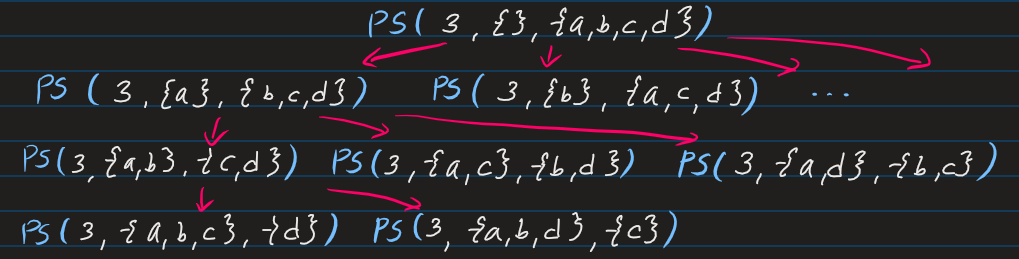 PS( 3, {}, {a,b,c,d})
PS( 3, {a}, {b,c,d}) PS( 3, {b}, {a,c,d}) ...
PS(3,{a,b},{c,d}) PS(3,{a,c},{b,d}) PS(3,{a,d},{b,c})
PS(3,{a,b,c},{d}) PS(3,{a,b,d},{c})